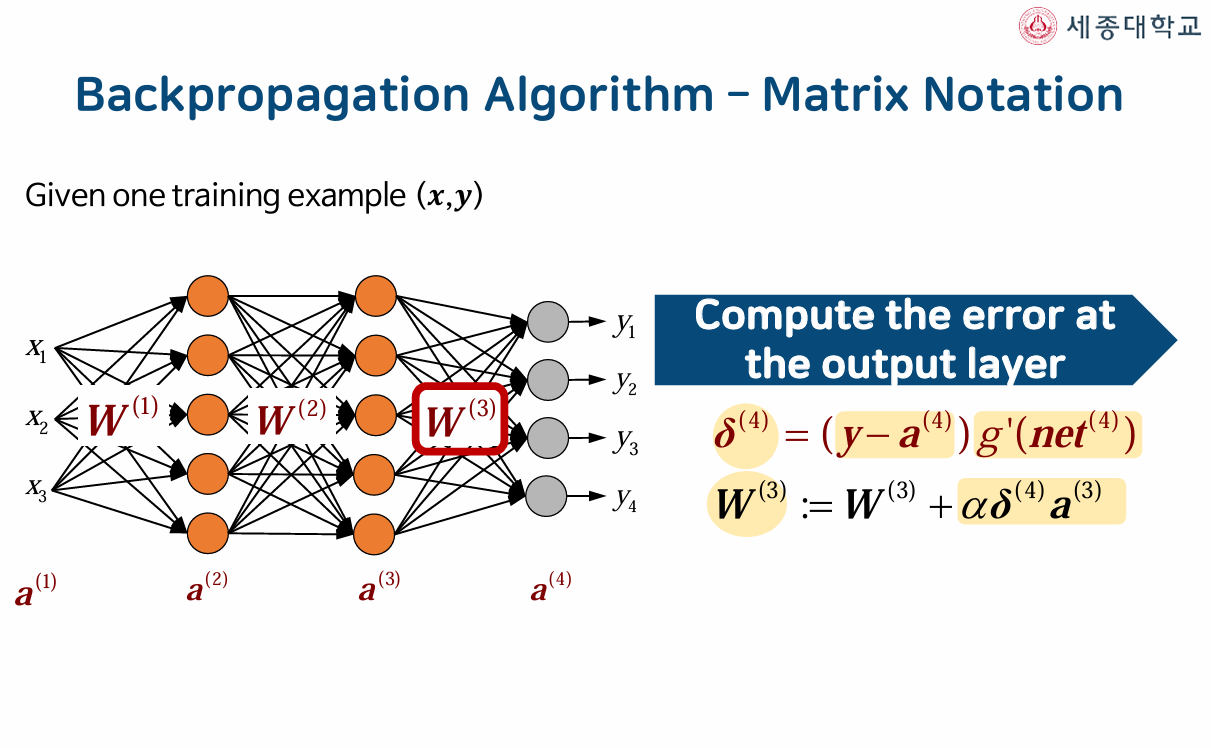 세종대학교
Backpropagation Algorithm – Matrix Notation
Given one training example (x,y)
x₁
x₂
x₃
W⁽¹⁾
W⁽²⁾
W⁽³⁾
y₁
y₂
y₃
y₄
a⁽¹⁾
a⁽²⁾
a⁽³⁾
a⁽⁴⁾
Compute the error at
the output layer
δ⁽⁴⁾ = (y − a⁽⁴⁾) g'(net⁽⁴⁾)
W⁽³⁾ := W⁽³⁾ + αδ⁽⁴⁾a⁽³⁾